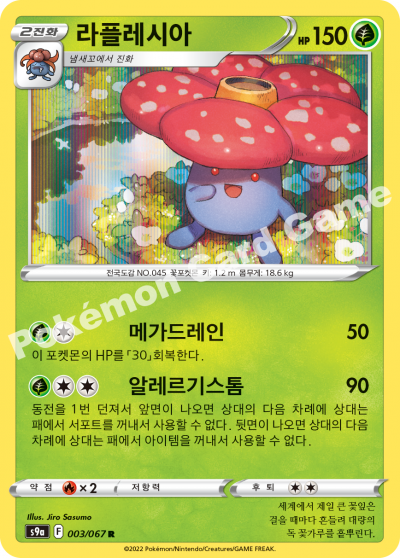 2진화
라플레시아
HP 150
냄새꼬에서 진화
전국도감 NO.045 꽃포켓몬 키: 1.2 m 몸무게: 18.6 kg
Pokémon Card Game
메가드레인 50
이 포켓몬의 HP를 「30」회복한다.
알레르기스톰 90
동전을 1번 던져서 앞면이 나오면 상대의 다음 차례에 상대는
패에서 서포트를 꺼내서 사용할 수 없다. 뒷면이 나오면 상대의 다음
차례에 상대는 패에서 아이템을 꺼내서 사용할 수 없다.
약점 ×2 저항력 후퇴
Illus. Jiro Sasumo
s9a F 003/067 R
세계에서 제일 큰 꽃잎은
걸을 때마다 흔들려 대량의
독 꽃가루를 흩뿌린다.
©2022 Pokémon/Nintendo/Creatures/GAME FREAK.